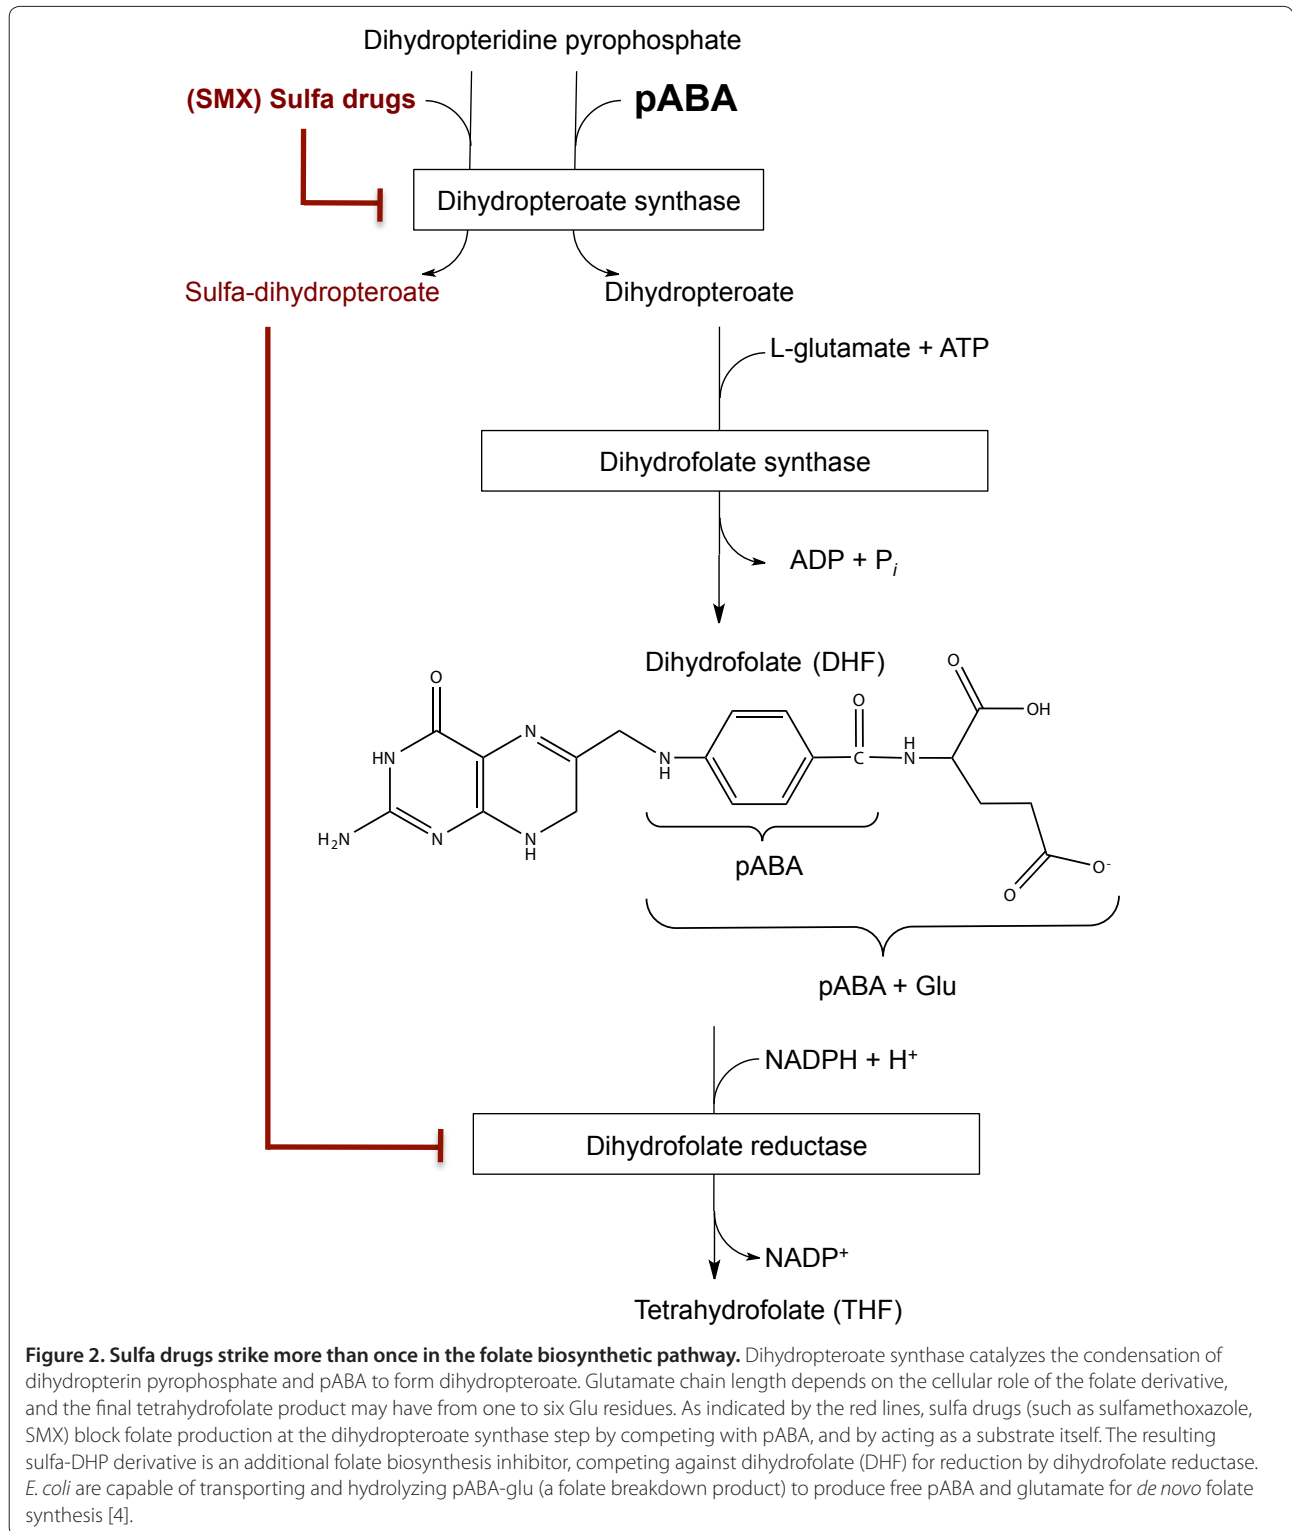 Dihydropteridine pyrophosphate
(SMX) Sulfa drugs
pABA
Dihydropteroate synthase
Sulfa-dihydropteroate
Dihydropteroate
L-glutamate + ATP
Dihydrofolate synthase
ADP + Pi
Dihydrofolate (DHF)
O
O
OH
O
HN
N
N
H
C
H
N
H2N
N
N
H
O
O-
pABA
pABA + Glu
NADPH + H+
Dihydrofolate reductase
NADP+
Tetrahydrofolate (THF)
Figure 2. Sulfa drugs strike more than once in the folate biosynthetic pathway. Dihydropteroate synthase catalyzes the condensation of
dihydropterin pyrophosphate and pABA to form dihydropteroate. Glutamate chain length depends on the cellular role of the folate derivative,
and the final tetrahydrofolate product may have from one to six Glu residues. As indicated by the red lines, sulfa drugs (such as sulfamethoxazole,
SMX) block folate production at the dihydropteroate synthase step by competing with pABA, and by acting as a substrate itself. The resulting
sulfa-DHP derivative is an additional folate biosynthesis inhibitor, competing against dihydrofolate (DHF) for reduction by dihydrofolate reductase.
E. coli are capable of transporting and hydrolyzing pABA-glu (a folate breakdown product) to produce free pABA and glutamate for de novo folate
synthesis [4].